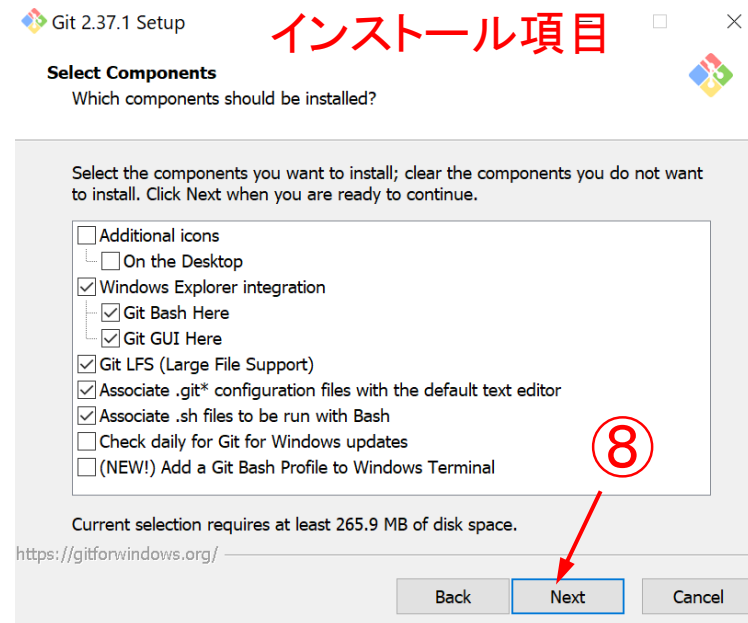 Git 2.37.1 Setup
インストール項目
Select Components
Which components should be installed?
Select the components you want to install; clear the components you do not want
to install. Click Next when you are ready to continue.
Additional icons
On the Desktop
Windows Explorer integration
Git Bash Here
Git GUI Here
Git LFS (Large File Support)
Associate .git* configuration files with the default text editor
Associate .sh files to be run with Bash
Check daily for Git for Windows updates
(NEW!) Add a Git Bash Profile to Windows Terminal
⑧
Current selection requires at least 265.9 MB of disk space.
https://gitforwindows.org/
Back
Next
Cancel